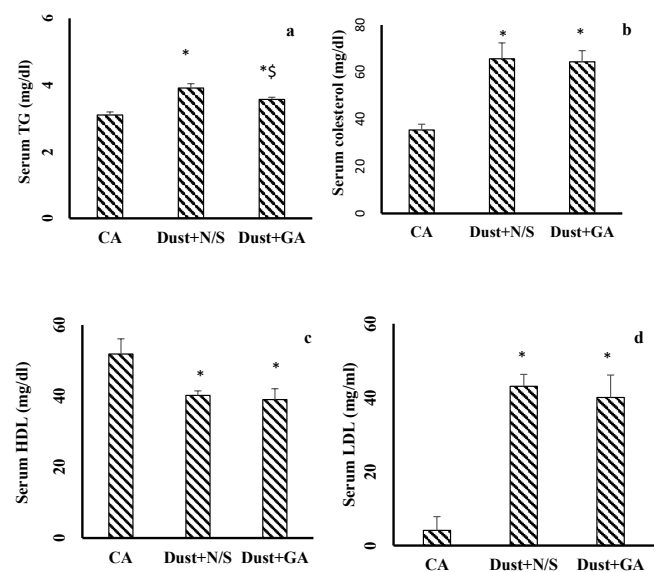 a
Serum TG (mg/dl)
6
4
2
0
*
*$
CA Dust+N/S Dust+GA
b
Serum colesterol (mg/dl)
80
60
40
20
0
*
*
CA Dust+N/S Dust+GA
c
Serum HDL (mg/dl)
60
40
20
0
*
*
CA Dust+N/S Dust+GA
d
Serum LDL (mg/ml)
60
40
20
0
*
*
CA Dust+N/S Dust+GA